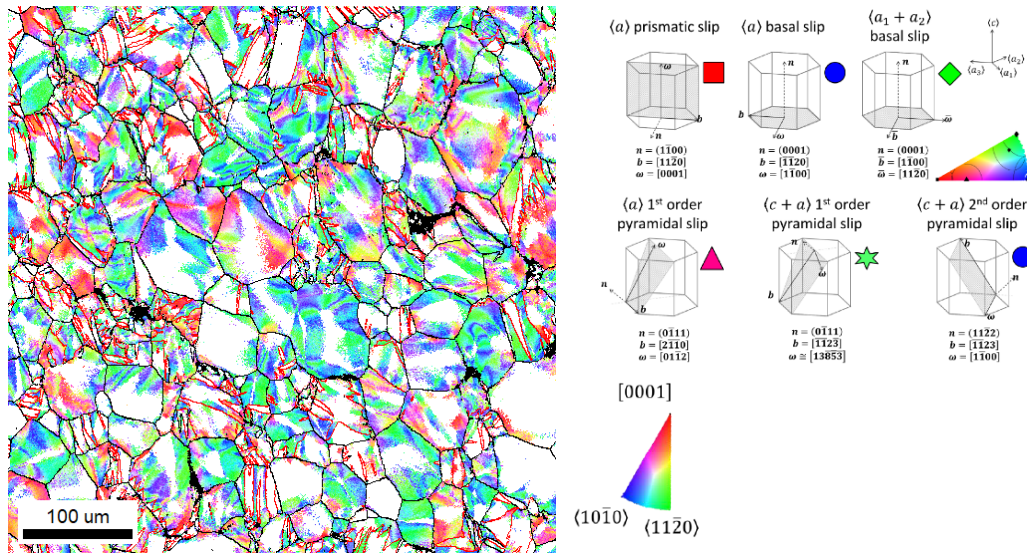 ⟨a⟩ prismatic slip
⟨a⟩ basal slip
⟨a₁ + a₂⟩
basal slip
⟨c⟩
⟨a₃⟩
⟨a₂⟩
⟨a₁⟩
ω
n
b
n
b
ω
n
b̅
ω̅
n = (11̅00)
b = [112̅0]
ω = [0001]
n = (0001)
b = [1̅1̅20]
ω = [11̅00]
n = (0001)
b̅ = [11̅00]
ω̅ = [112̅0]
⟨a⟩ 1st order
pyramidal slip
⟨c + a⟩ 1st order
pyramidal slip
⟨c + a⟩ 2nd order
pyramidal slip
ω
n
b
n
ω
b
b
n
ω
n = (01̅11)
b = [21̅1̅0]
ω = [011̅2]
n = (01̅11)
b = [1̅1̅23]
n = (112̅2)
b = [1̅1̅23]
ω = [11̅00]
[0001]
⟨101̅0⟩
⟨112̅0⟩
100 um